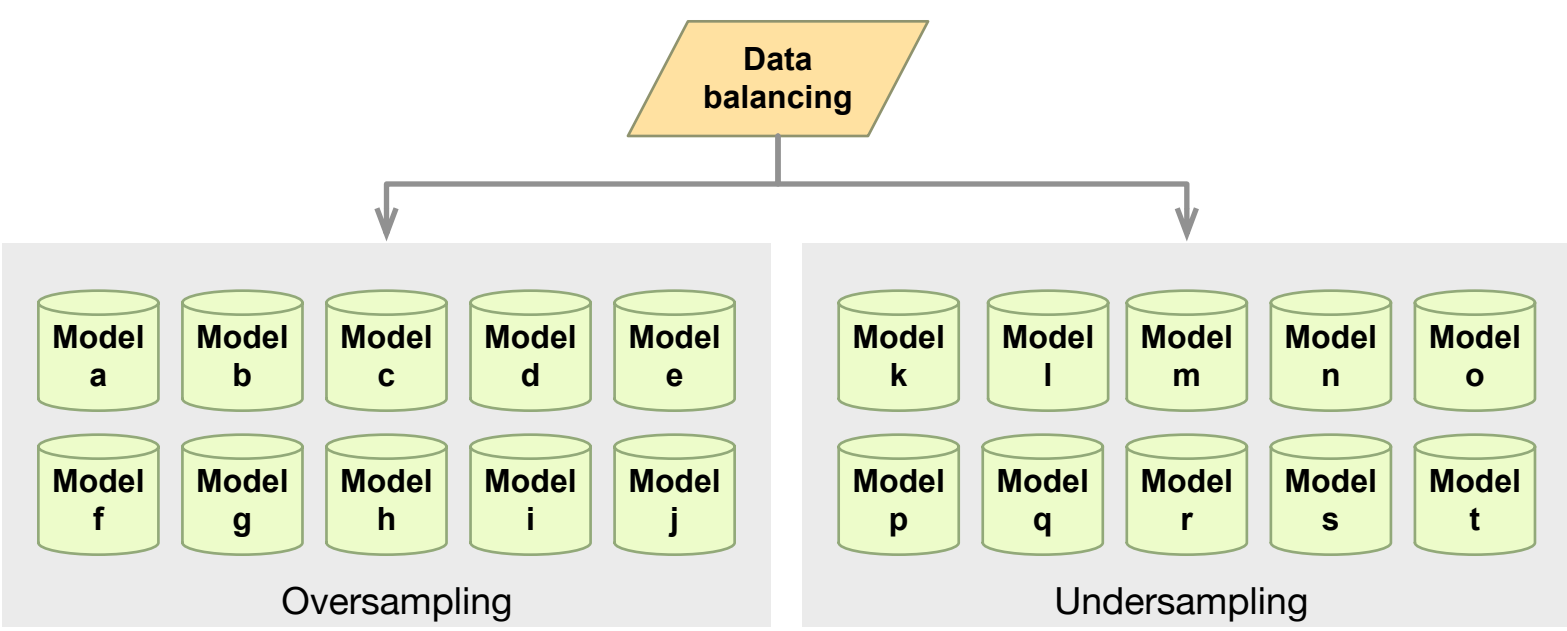 Data
balancing
Model
a
Model
b
Model
c
Model
d
Model
e
Model
f
Model
g
Model
h
Model
i
Model
j
Oversampling
Model
k
Model
l
Model
m
Model
n
Model
o
Model
p
Model
q
Model
r
Model
s
Model
t
Undersampling